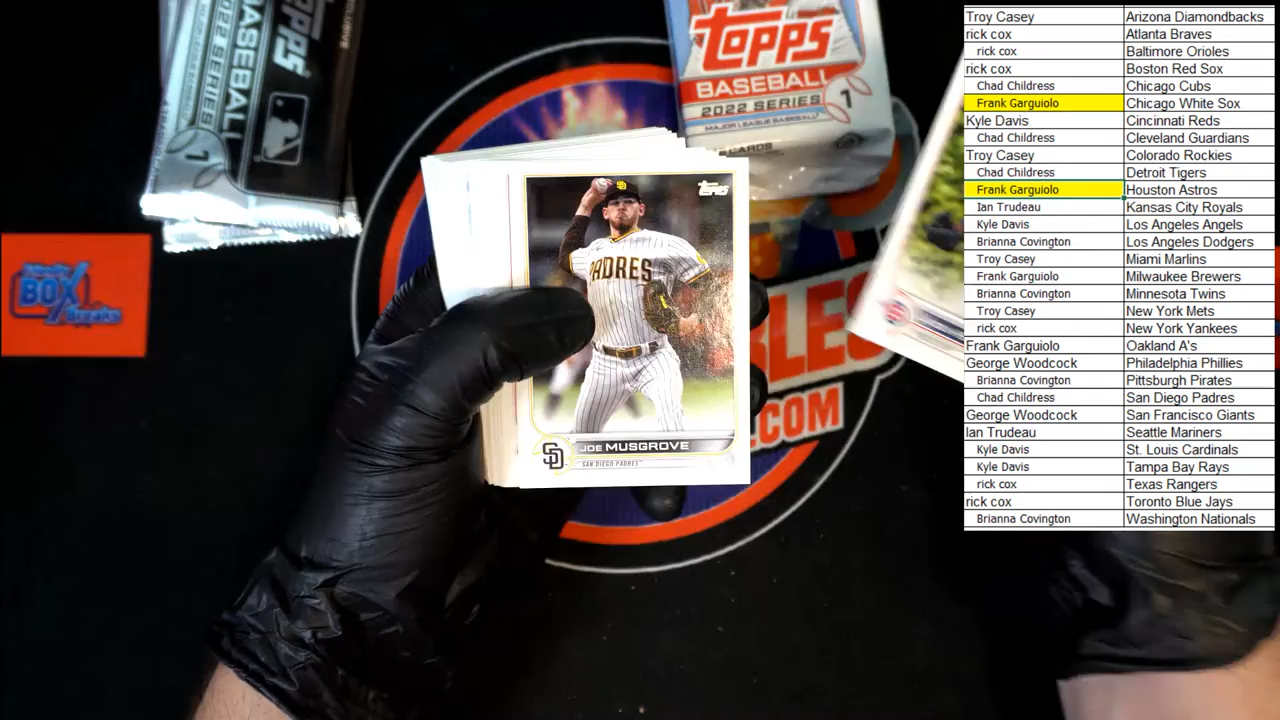 Topps
BASEBALL
2022 SERIES 1
topps
BASEBALL
2022 SERIES 1
MAJOR LEAGUE BASEBALL
CARDS
BOX
Breaks
BLES
.COM
topps
PADRES
SD
JOE MUSGROVE
SAN DIEGO PADRES
Troy Casey Arizona Diamondbacks
rick cox Atlanta Braves
rick cox Baltimore Orioles
rick cox Boston Red Sox
Chad Childress Chicago Cubs
Frank Garguiolo Chicago White Sox
Kyle Davis Cincinnati Reds
Chad Childress Cleveland Guardians
Troy Casey Colorado Rockies
Chad Childress Detroit Tigers
Frank Garguiolo Houston Astros
Ian Trudeau Kansas City Royals
Kyle Davis Los Angeles Angels
Brianna Covington Los Angeles Dodgers
Troy Casey Miami Marlins
Frank Garguiolo Milwaukee Brewers
Brianna Covington Minnesota Twins
Troy Casey New York Mets
rick cox New York Yankees
Frank Garguiolo Oakland A's
George Woodcock Philadelphia Phillies
Brianna Covington Pittsburgh Pirates
Chad Childress San Diego Padres
George Woodcock San Francisco Giants
Ian Trudeau Seattle Mariners
Kyle Davis St. Louis Cardinals
Kyle Davis Tampa Bay Rays
rick cox Texas Rangers
rick cox Toronto Blue Jays
Brianna Covington Washington Nationals